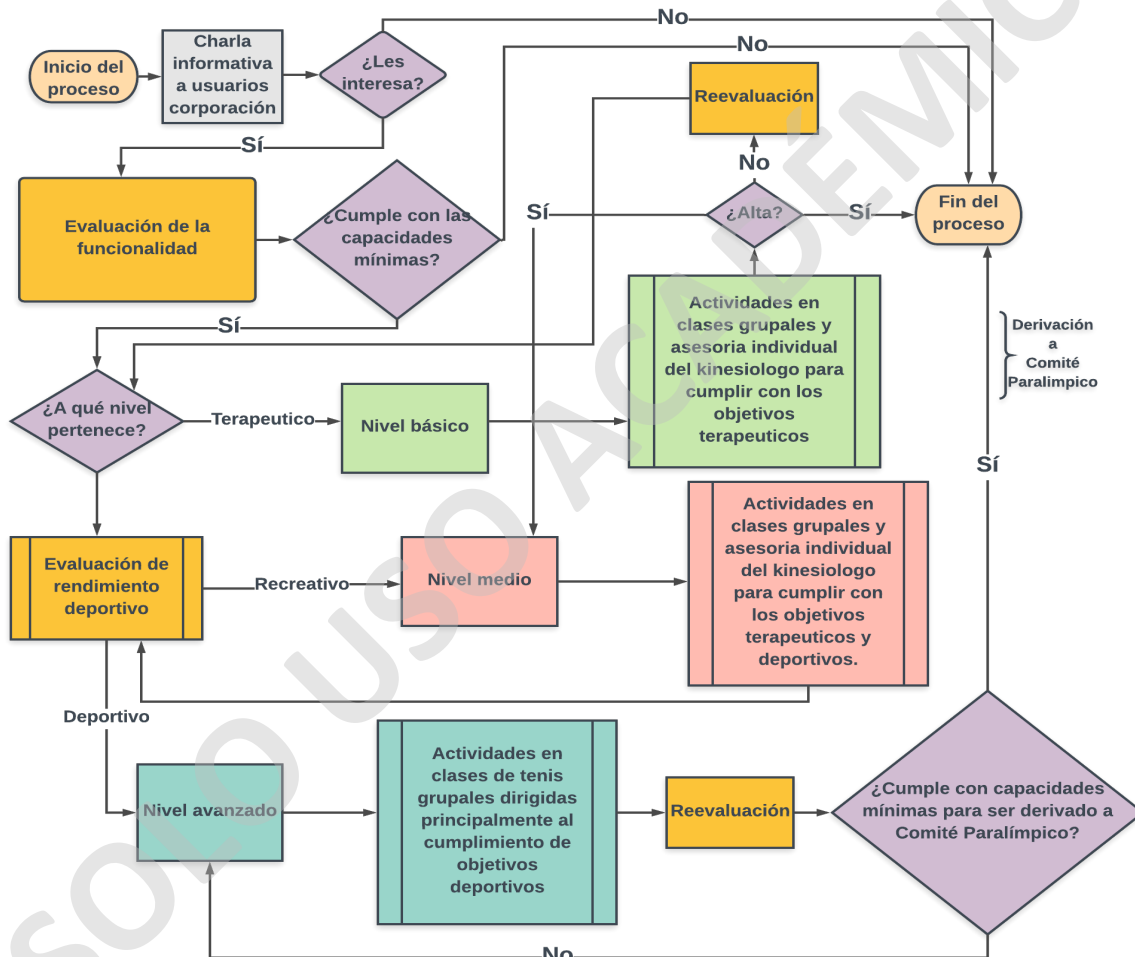 No
No
Inicio del
proceso
Charla
informativa
a usuarios
corporación
¿Les
interesa?
Reevaluación
Sí
No
Evaluación de la
funcionalidad
¿Cumple con las
capacidades
mínimas?
Sí
¿Alta?
Sí
Fin del
proceso
Sí
Actividades en
clases grupales y
asesoria individual
del kinesiologo para
cumplir con los
objetivos
terapeuticos
Derivación
a
Comité
Paralimpico
¿A qué nivel
pertenece?
Terapeutico
Nivel básico
Sí
Evaluación de
rendimiento
deportivo
Recreativo
Nivel medio
Actividades en
clases grupales y
asesoria individual
del kinesiologo
para cumplir con
los objetivos
terapeuticos y
deportivos.
Deportivo
Nivel avanzado
Actividades en
clases de tenis
grupales dirigidas
principalmente al
cumplimiento de
objetivos
deportivos
Reevaluación
¿Cumple con capacidades
mínimas para ser derivado a
Comité Paralímpico?
No
SOLO USO ACADÉMIC